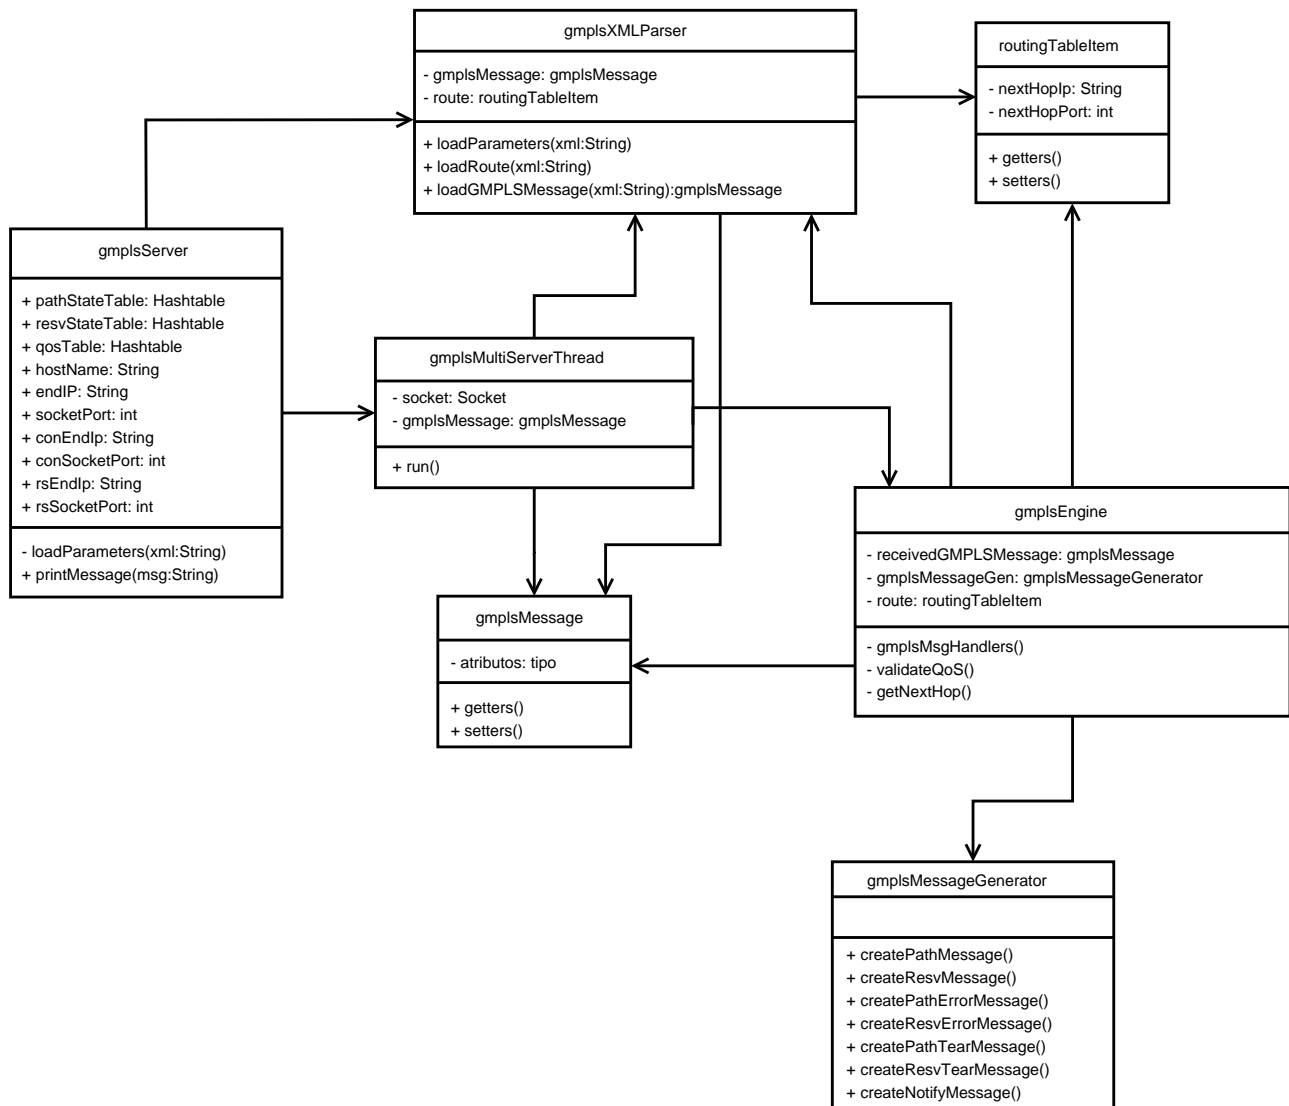 gmplsXMLParser
- gmplsMessage: gmplsMessage
- route: routingTableItem
+ loadParameters(xml:String)
+ loadRoute(xml:String)
+ loadGMPLSMessage(xml:String):gmplsMessage
routingTableItem
- nextHopIp: String
- nextHopPort: int
+ getters()
+ setters()
gmplsServer
+ pathStateTable: Hashtable
+ resvStateTable: Hashtable
+ qosTable: Hashtable
+ hostName: String
+ endIP: String
+ socketPort: int
+ conEndIp: String
+ conSocketPort: int
+ rsEndIp: String
+ rsSocketPort: int
- loadParameters(xml:String)
+ printMessage(msg:String)
gmplsMultiServerThread
- socket: Socket
- gmplsMessage: gmplsMessage
+ run()
gmplsEngine
- receivedGMPLSMessage: gmplsMessage
- gmplsMessageGen: gmplsMessageGenerator
- route: routingTableItem
- gmplsMsgHandlers()
- validateQoS()
- getNextHop()
gmplsMessage
- atributos: tipo
+ getters()
+ setters()
gmplsMessageGenerator
+ createPathMessage()
+ createResvMessage()
+ createPathErrorMessage()
+ createResvErrorMessage()
+ createPathTearMessage()
+ createResvTearMessage()
+ createNotifyMessage()